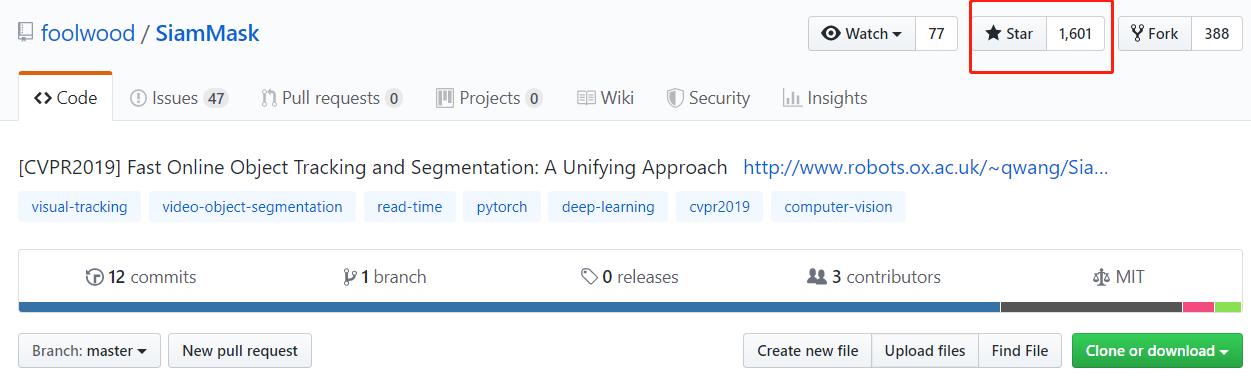 foolwood / SiamMask
Watch 77 Star 1,601 Fork 388
Code Issues 47 Pull requests 0 Projects 0 Wiki Security Insights
[CVPR2019] Fast Online Object Tracking and Segmentation: A Unifying Approach http://www.robots.ox.ac.uk/~qwang/Sia...
visual-tracking video-object-segmentation read-time pytorch deep-learning cvpr2019 computer-vision
12 commits 1 branch 0 releases 3 contributors MIT
Branch: master New pull request Create new file Upload files Find File Clone or download